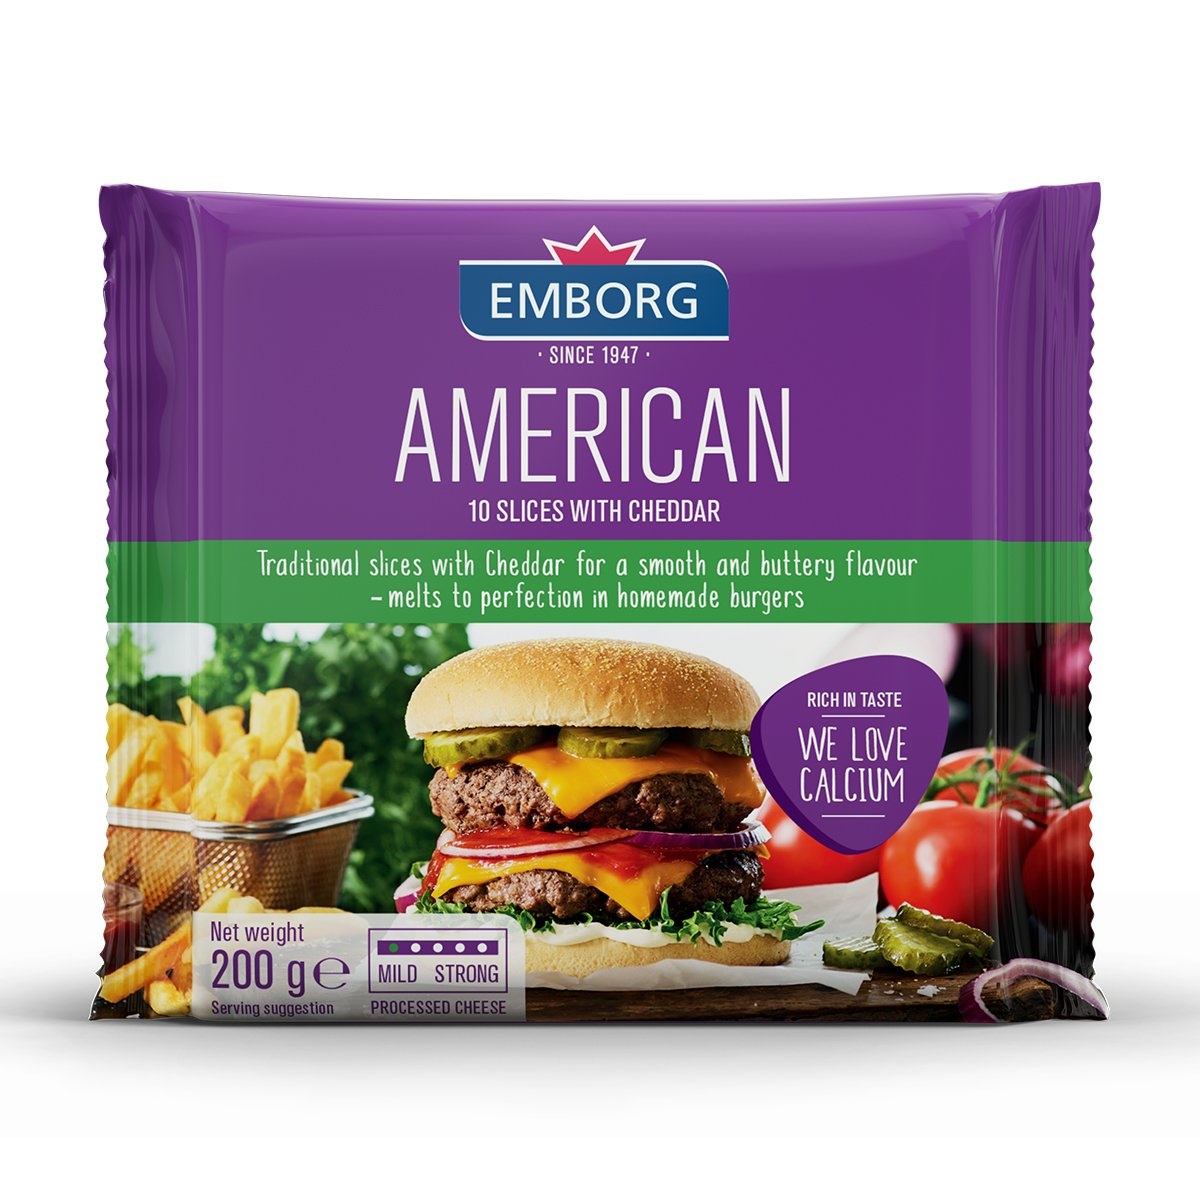 EMBORG
· SINCE 1947 ·
AMERICAN
10 SLICES WITH CHEDDAR
Traditional slices with Cheddar for a smooth and buttery flavour
– melts to perfection in homemade burgers
RICH IN TASTE
WE LOVE
CALCIUM
Net weight
200 g ℮
Serving suggestion
MILD STRONG
PROCESSED CHEESE